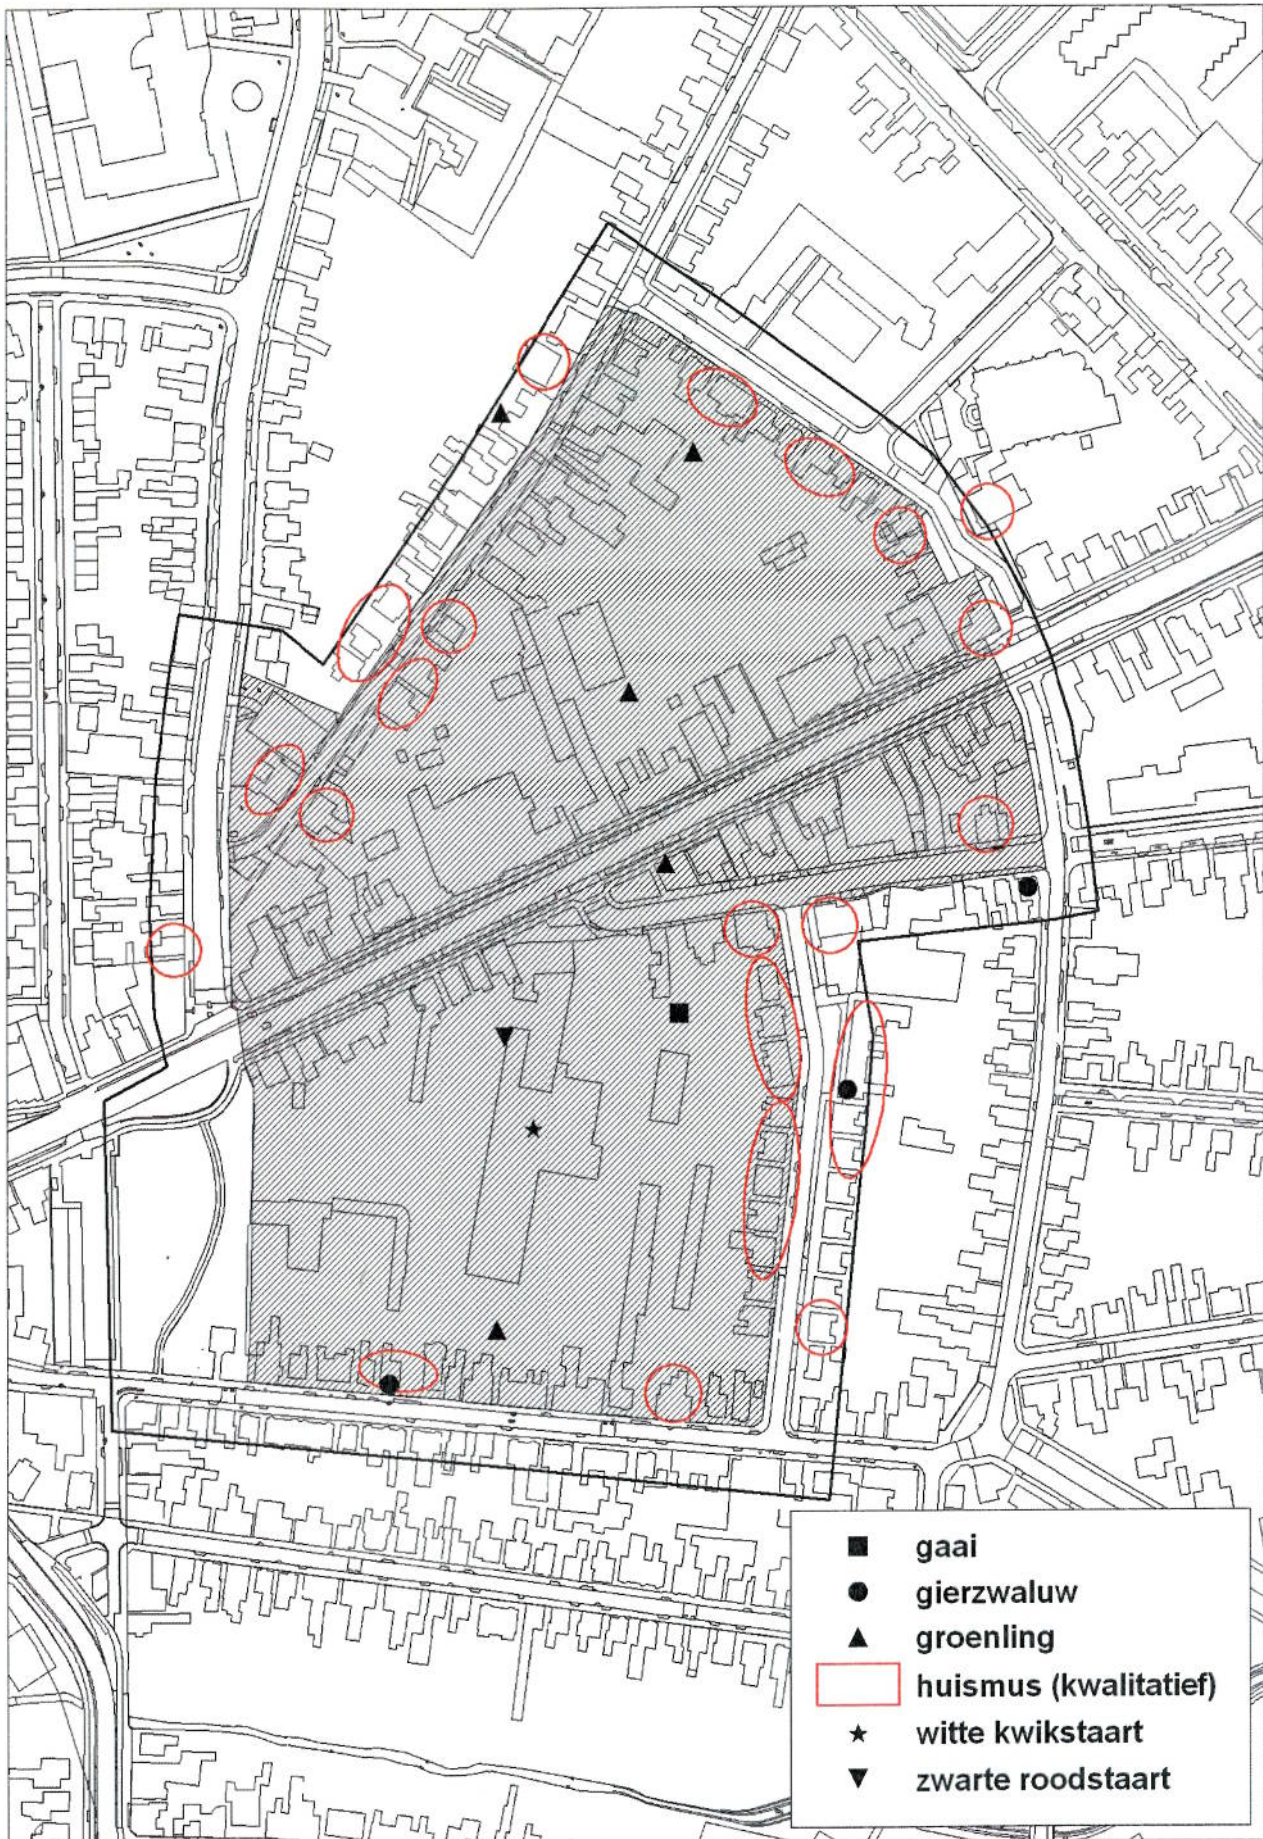 gaai
gierzwaluw
groenling
huismus (kwalitatief)
witte kwikstaart
zwarte roodstaart